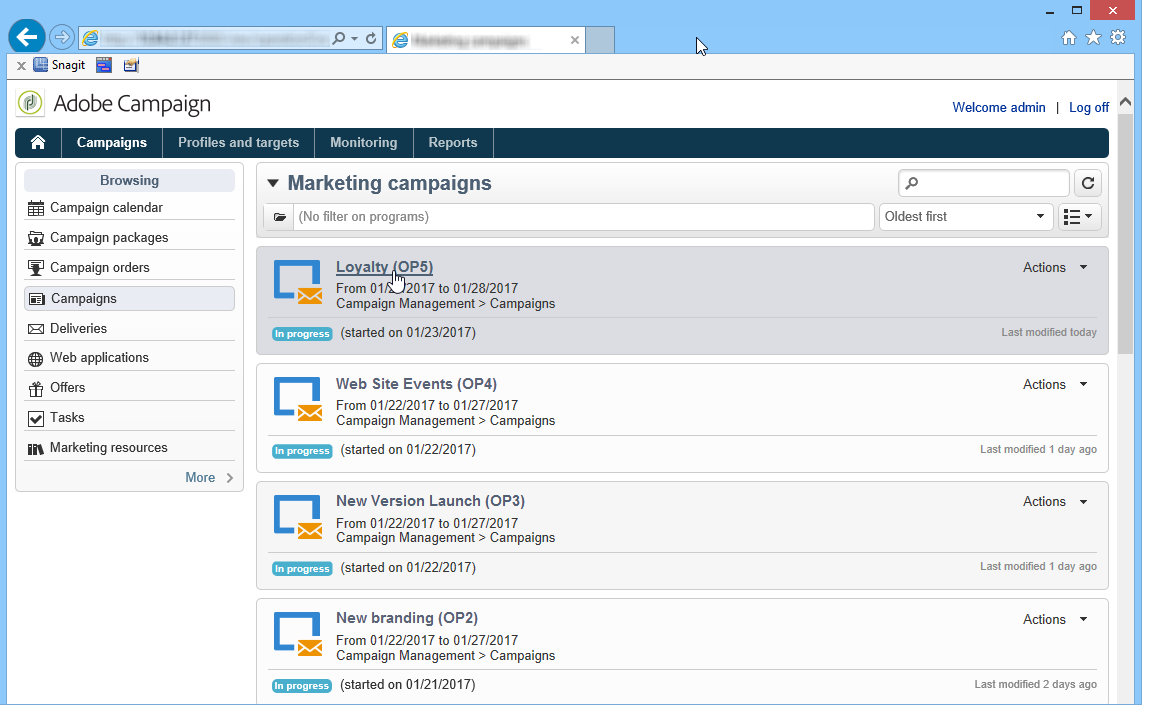 Snagit
Adobe Campaign
Welcome admin | Log off
Campaigns Profiles and targets Monitoring Reports
Browsing
Campaign calendar
Campaign packages
Campaign orders
Campaigns
Deliveries
Web applications
Offers
Tasks
Marketing resources
More
Marketing campaigns
(No filter on programs) Oldest first
Loyalty (OP5) Actions
From 01/ /2017 to 01/28/2017
Campaign Management > Campaigns
In progress (started on 01/23/2017) Last modified today
Web Site Events (OP4) Actions
From 01/22/2017 to 01/27/2017
Campaign Management > Campaigns
In progress (started on 01/22/2017) Last modified 1 day ago
New Version Launch (OP3) Actions
From 01/22/2017 to 01/27/2017
Campaign Management > Campaigns
In progress (started on 01/22/2017) Last modified 1 day ago
New branding (OP2) Actions
From 01/22/2017 to 01/27/2017
Campaign Management > Campaigns
In progress (started on 01/21/2017) Last modified 2 days ago